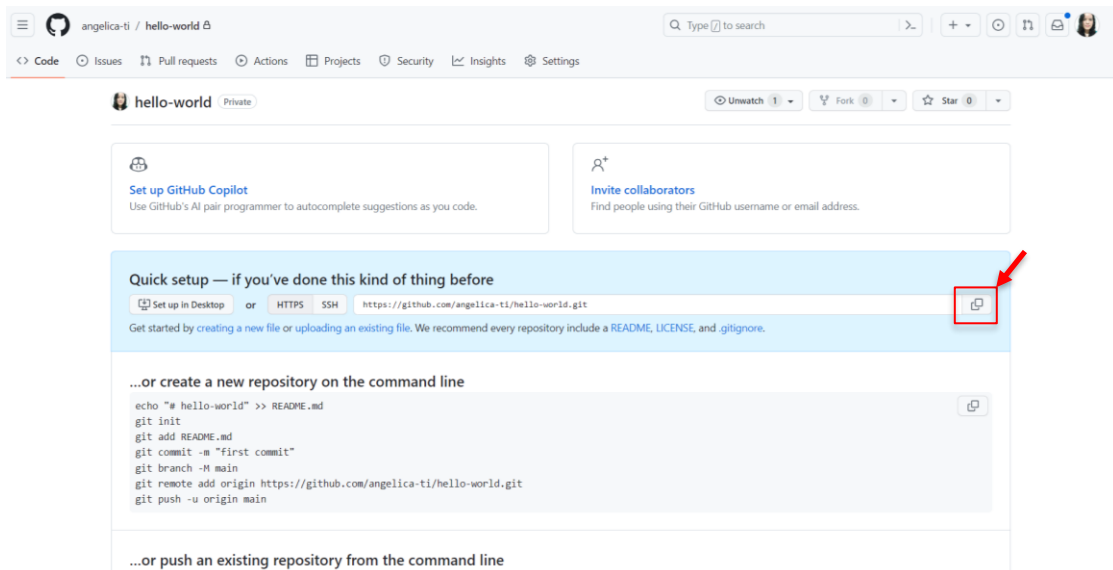 angelica-ti / hello-world
Type / to search
Code Issues Pull requests Actions Projects Security Insights Settings
hello-world Private
Unwatch 1 Fork 0 Star 0
Set up GitHub Copilot
Use GitHub's AI pair programmer to autocomplete suggestions as you code.
Invite collaborators
Find people using their GitHub username or email address.
Quick setup — if you've done this kind of thing before
Set up in Desktop or HTTPS SSH https://github.com/angelica-ti/hello-world.git
Get started by creating a new file or uploading an existing file. We recommend every repository include a README, LICENSE, and .gitignore.
...or create a new repository on the command line
echo "# hello-world" >> README.md
git init
git add README.md
git commit -m "first commit"
git branch -M main
git remote add origin https://github.com/angelica-ti/hello-world.git
git push -u origin main
...or push an existing repository from the command line